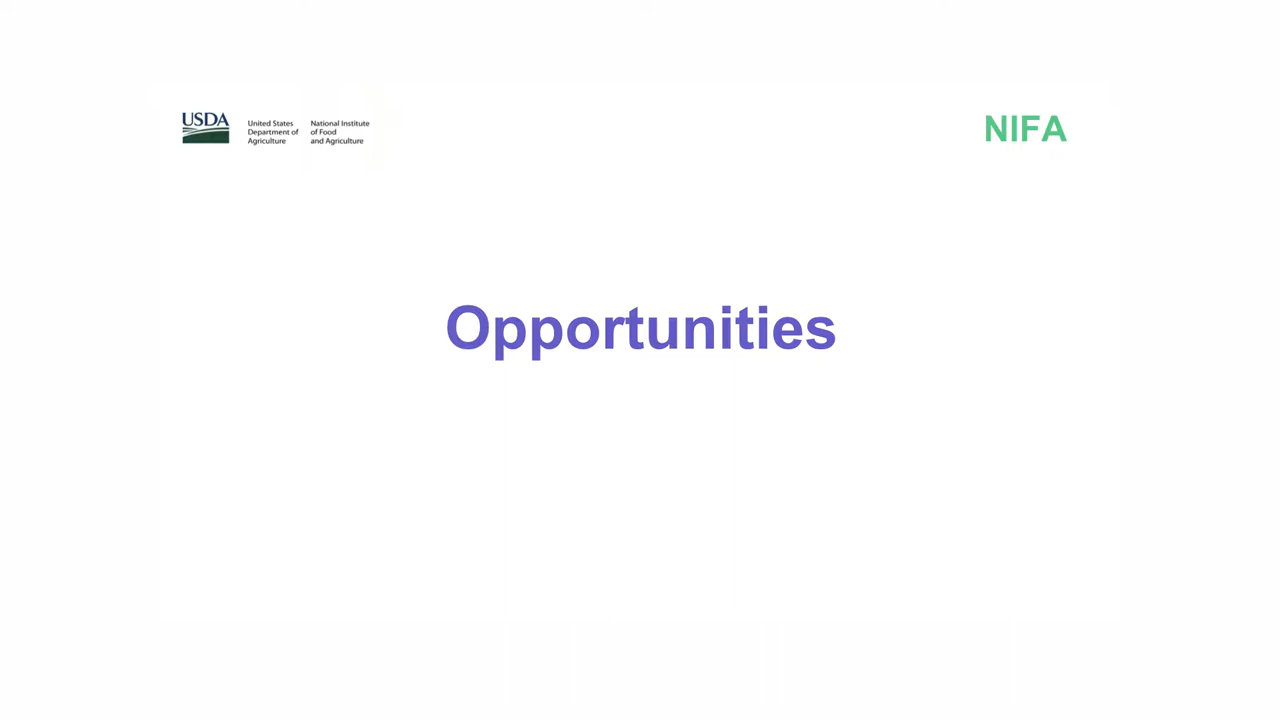 USDA
United States
Department of
Agriculture
National Institute
of Food
and Agriculture
NIFA
Opportunities